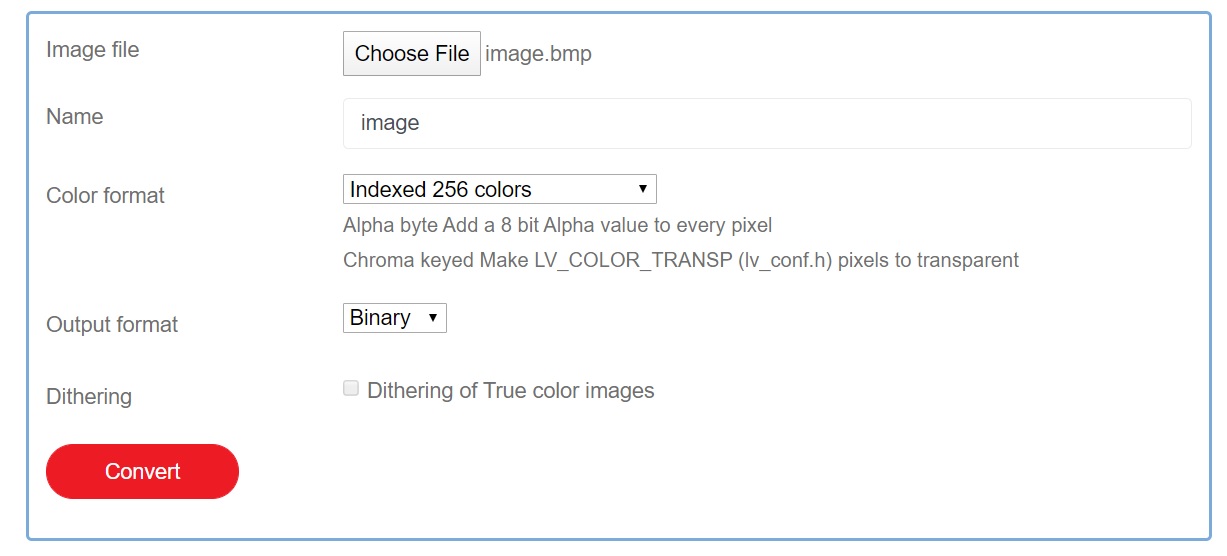 Image file
Choose File image.bmp
Name
image
Color format
Indexed 256 colors
Alpha byte Add a 8 bit Alpha value to every pixel
Chroma keyed Make LV_COLOR_TRANSP (lv_conf.h) pixels to transparent
Output format
Binary
Dithering
Dithering of True color images
Convert